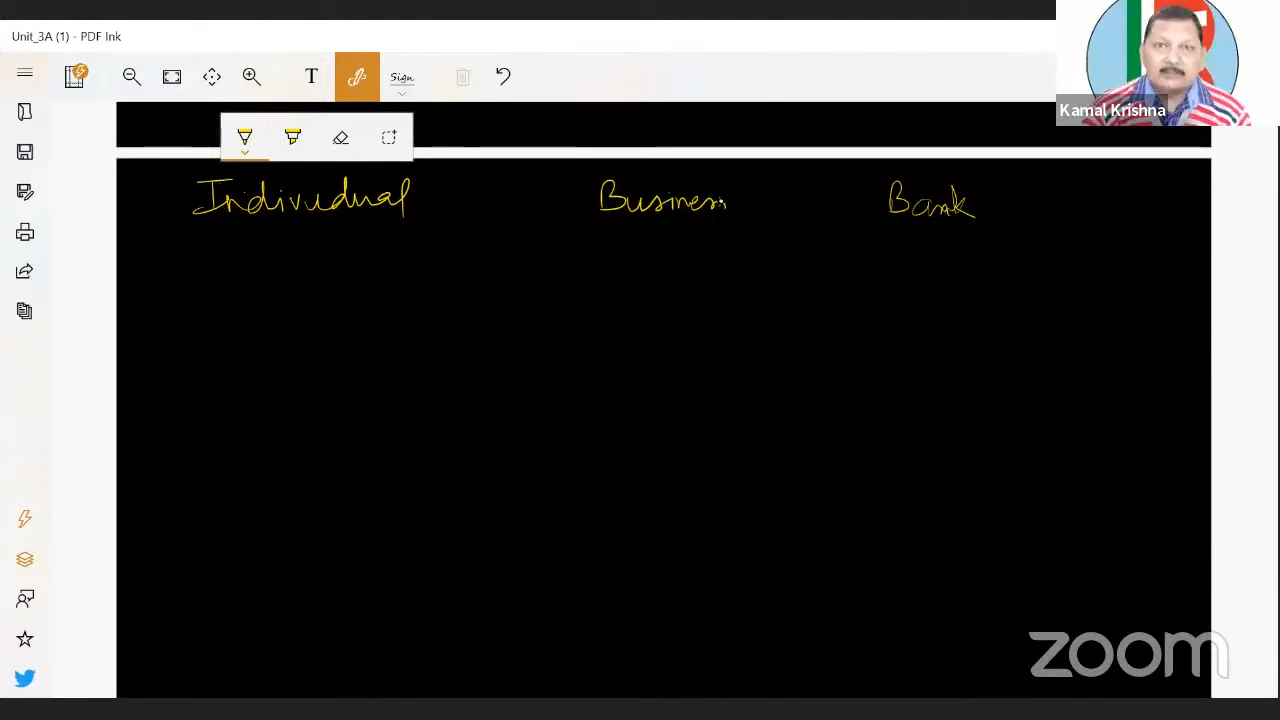 Unit_3A (1) - PDF Ink
T
Sign
Kamal Krishna
Individual Business Bank
zoom